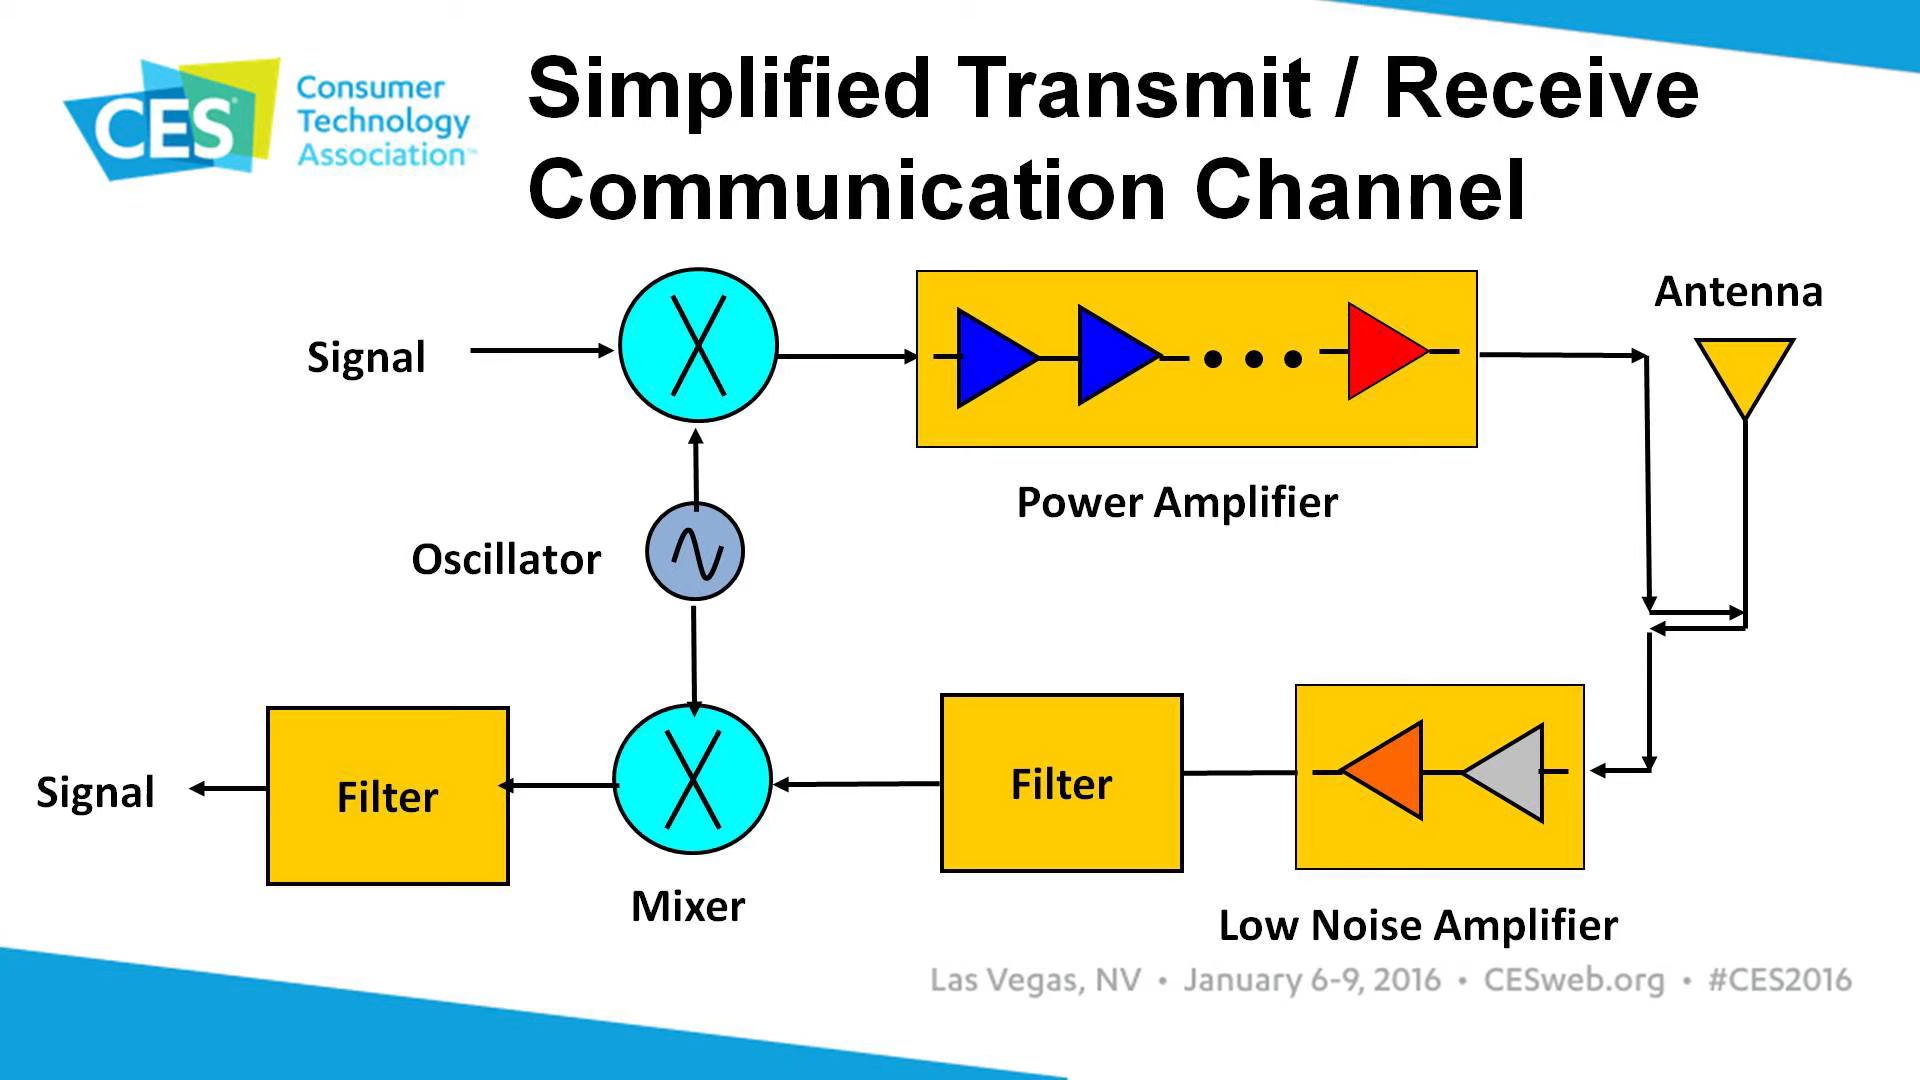 CES
Consumer
Technology
Association™
Simplified Transmit / Receive
Communication Channel
Antenna
Signal
Power Amplifier
Oscillator
Signal
Filter
Filter
Mixer
Low Noise Amplifier
Las Vegas, NV • January 6-9, 2016 • CESweb.org • #CES2016